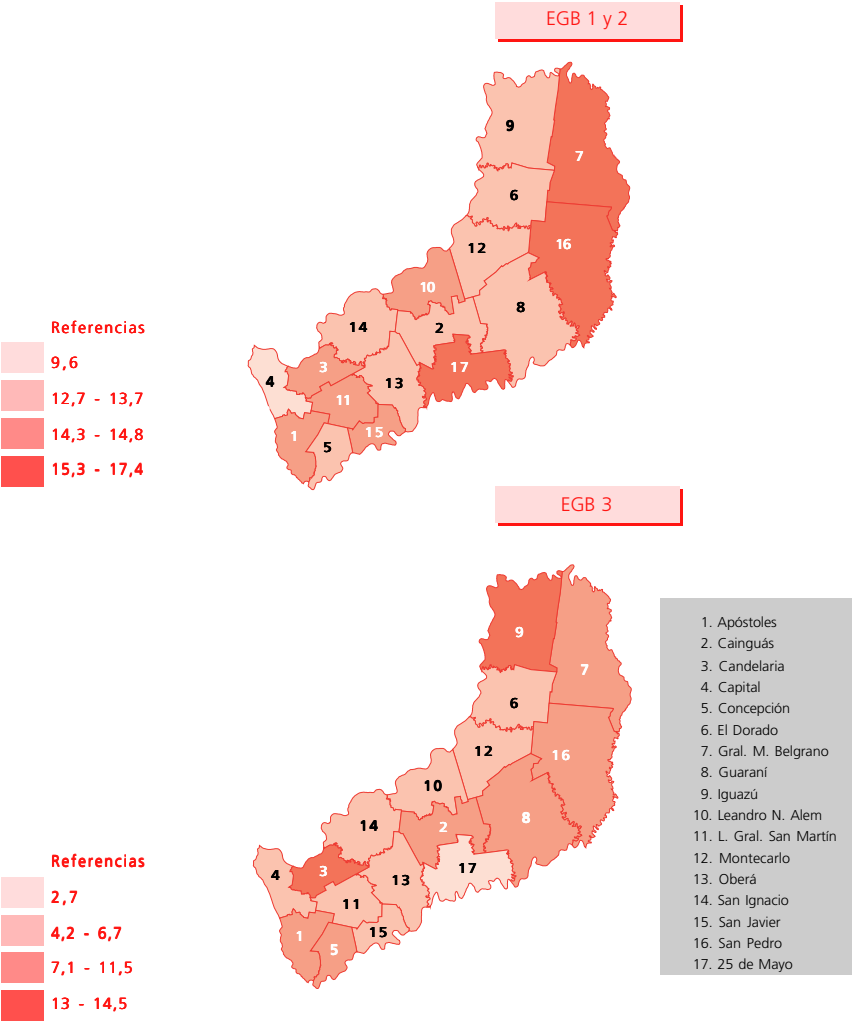 EGB 1 y 2
9
7
6
16
12
10
8
14
2
3
17
4
13
11
1
15
5
Referencias
9,6
12,7 - 13,7
14,3 - 14,8
15,3 - 17,4
EGB 3
9
7
6
12
16
10
8
14
2
3
17
4
13
11
1
15
5
Referencias
2,7
4,2 - 6,7
7,1 - 11,5
13 - 14,5
1. Apóstoles
2. Cainguás
3. Candelaria
4. Capital
5. Concepción
6. El Dorado
7. Gral. M. Belgrano
8. Guaraní
9. Iguazú
10. Leandro N. Alem
11. L. Gral. San Martín
12. Montecarlo
13. Oberá
14. San Ignacio
15. San Javier
16. San Pedro
17. 25 de Mayo